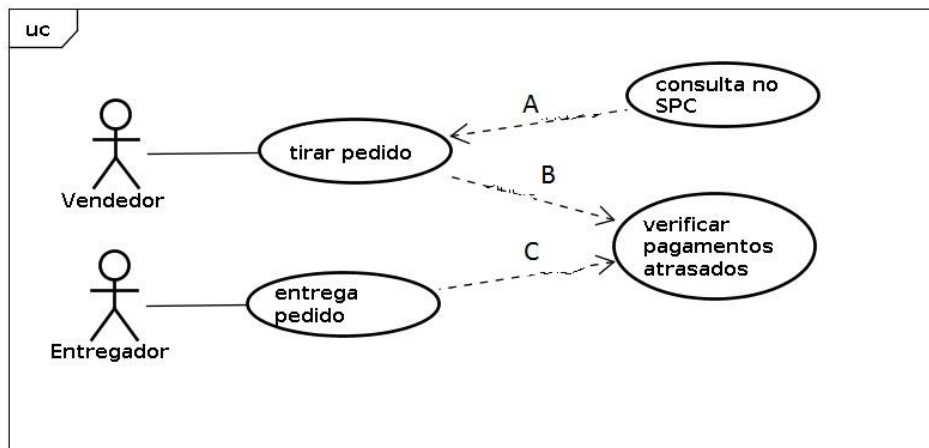 uc
consulta no
SPC
A
tirar pedido
Vendedor
B
verificar
pagamentos
atrasados
C
entrega
pedido
Entregador